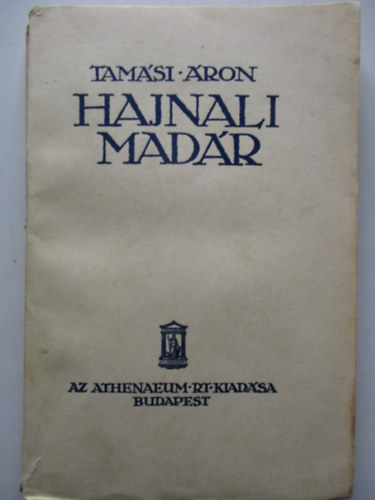 TAMÁSI·ÁRON
HAJNALI
MADÁR
AZ ATHENAEUM·RT·KIADÁSA
BUDAPEST